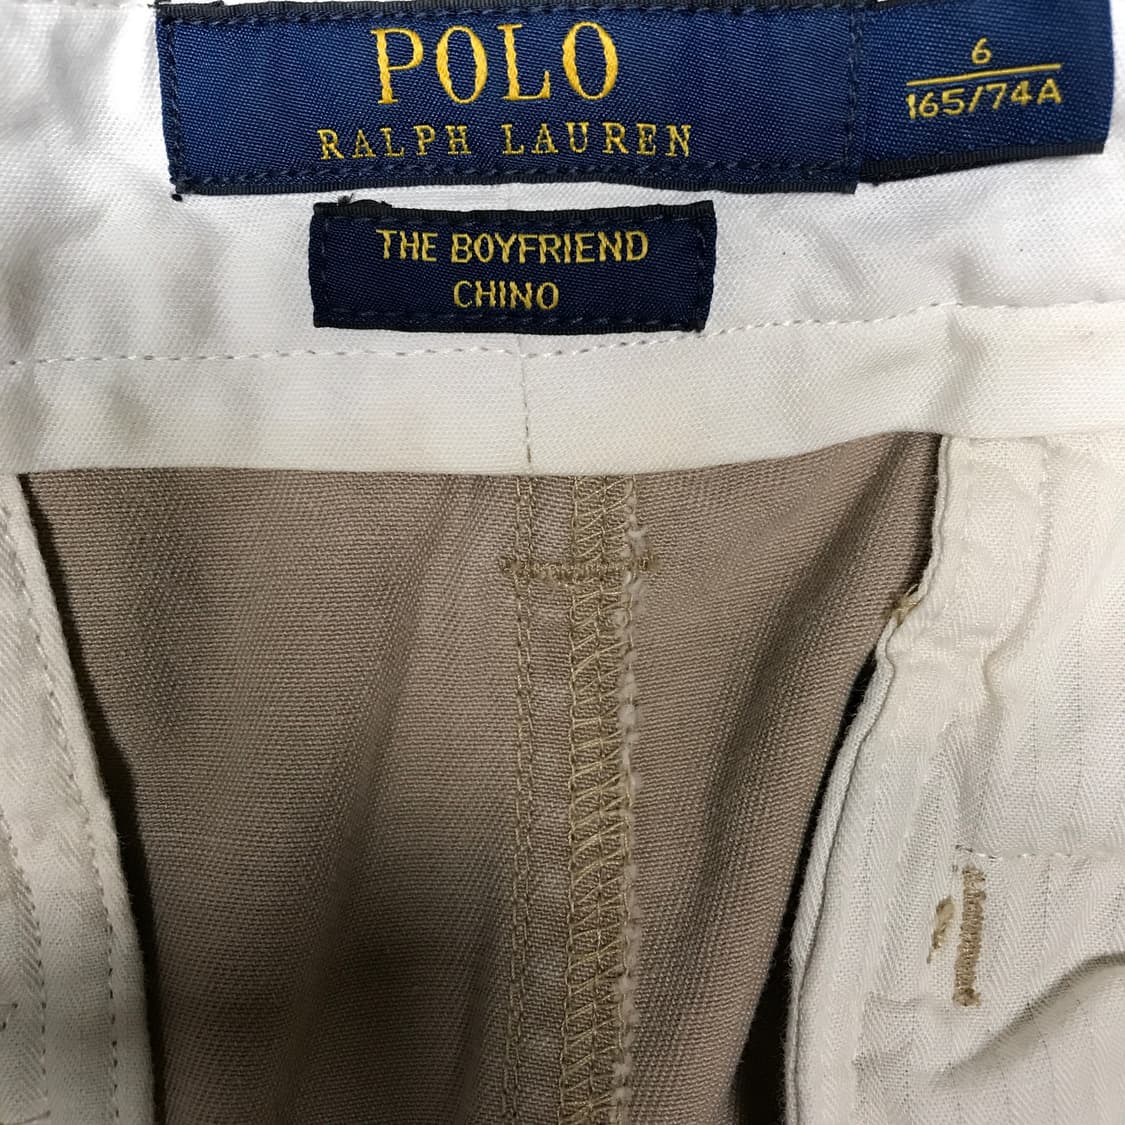 POLO
RALPH LAUREN
6
165/74A
THE BOYFRIEND
CHINO